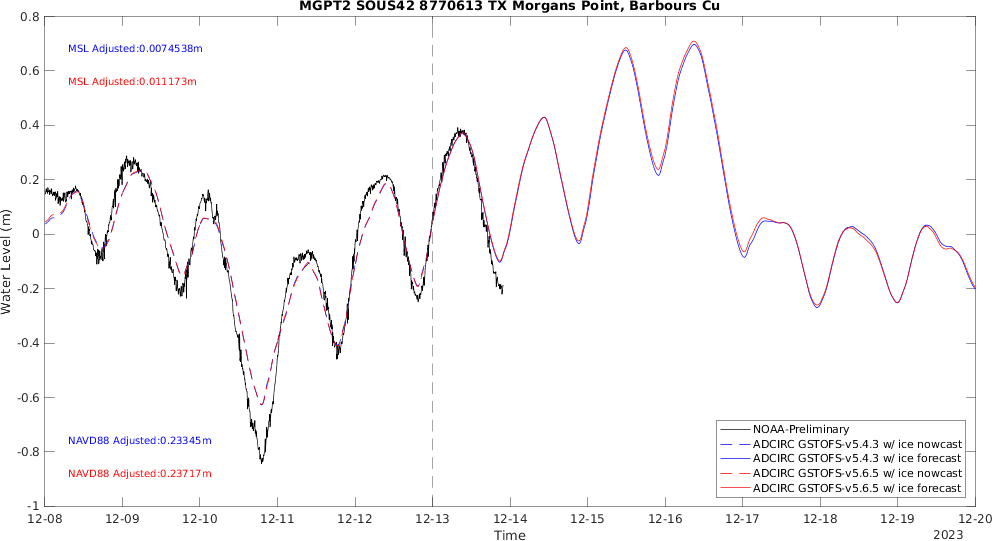 MGPT2 SOUS42 8770613 TX Morgans Point, Barbours Cu
0.8
0.6
0.4
0.2
0
-0.2
-0.4
-0.6
-0.8
-1
Water Level (m)
MSL Adjusted:0.0074538m
MSL Adjusted:0.011173m
NAVD88 Adjusted:0.23345m
NAVD88 Adjusted:0.23717m
NOAA-Preliminary
ADCIRC GSTOFS-v5.4.3 w/ ice nowcast
ADCIRC GSTOFS-v5.4.3 w/ ice forecast
ADCIRC GSTOFS-v5.6.5 w/ ice nowcast
ADCIRC GSTOFS-v5.6.5 w/ ice forecast
12-08 12-09 12-10 12-11 12-12 12-13 12-14 12-15 12-16 12-17 12-18 12-19 12-20
Time
2023